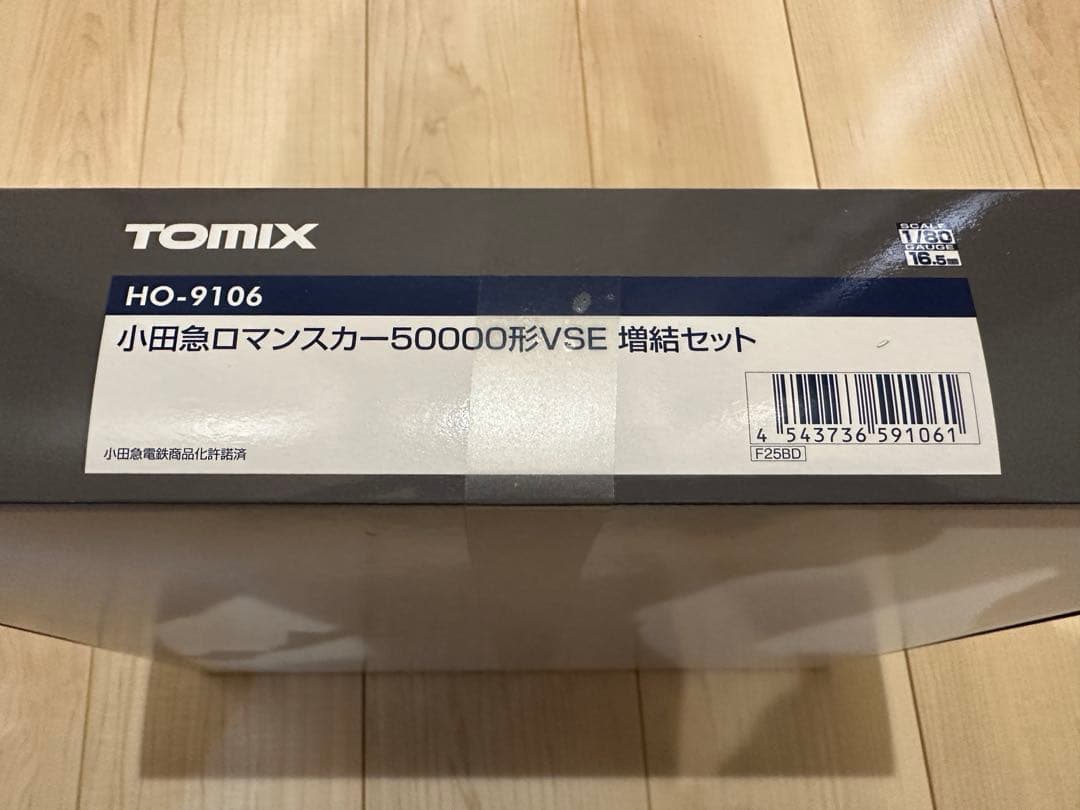 TOMIX
SCALE
1/80
GAUGE
16.5mm
HO-9106
小田急ロマンスカー50000形VSE 増結セット
4 543736 591061
F25BD
小田急電鉄商品化許諾済